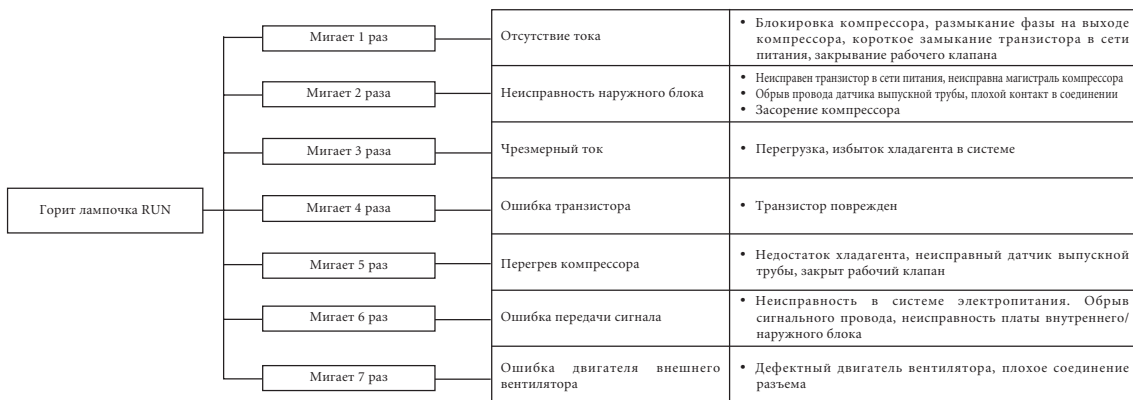 Горит лампочка RUN
Мигает 1 раз
Отсутствие тока
• Блокировка компрессора, размыкание фазы на выходе
компрессора, короткое замыкание транзистора в сети
питания, закрывание рабочего клапана
Мигает 2 раза
Неисправность наружного блока
• Неисправен транзистор в сети питания, неисправна магистраль компрессора
• Обрыв провода датчика выпускной трубы, плохой контакт в соединении
• Засорение компрессора
Мигает 3 раза
Чрезмерный ток
• Перегрузка, избыток хладагента в системе
Мигает 4 раза
Ошибка транзистора
• Транзистор поврежден
Мигает 5 раз
Перегрев компрессора
• Недостаток хладагента, неисправный датчик выпускной
трубы, закрыт рабочий клапан
Мигает 6 раз
Ошибка передачи сигнала
• Неисправность в системе электропитания. Обрыв
сигнального провода, неисправность платы внутреннего/
наружного блока
Мигает 7 раз
Ошибка двигателя внешнего
вентилятора
• Дефектный двигатель вентилятора, плохое соединение
разъема